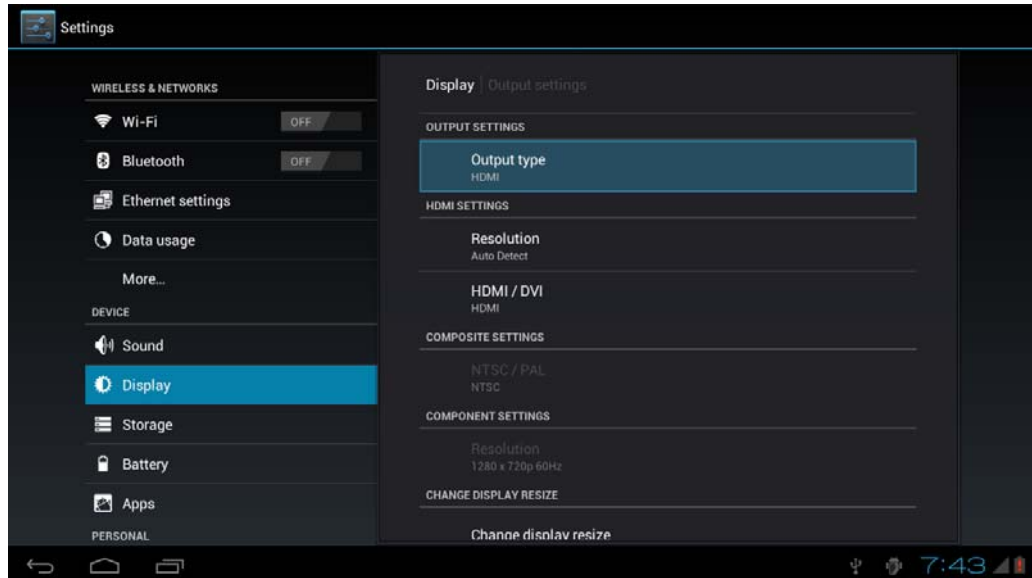 Settings
WIRELESS & NETWORKS
Wi-Fi OFF
Bluetooth OFF
Ethernet settings
Data usage
More...
DEVICE
Sound
Display
Storage
Battery
Apps
PERSONAL
Display | Output settings
OUTPUT SETTINGS
Output type
HDMI
HDMI SETTINGS
Resolution
Auto Detect
HDMI / DVI
HDMI
COMPOSITE SETTINGS
NTSC / PAL
NTSC
COMPONENT SETTINGS
Resolution
1280 x 720p 60Hz
CHANGE DISPLAY RESIZE
Change display resize
7:43